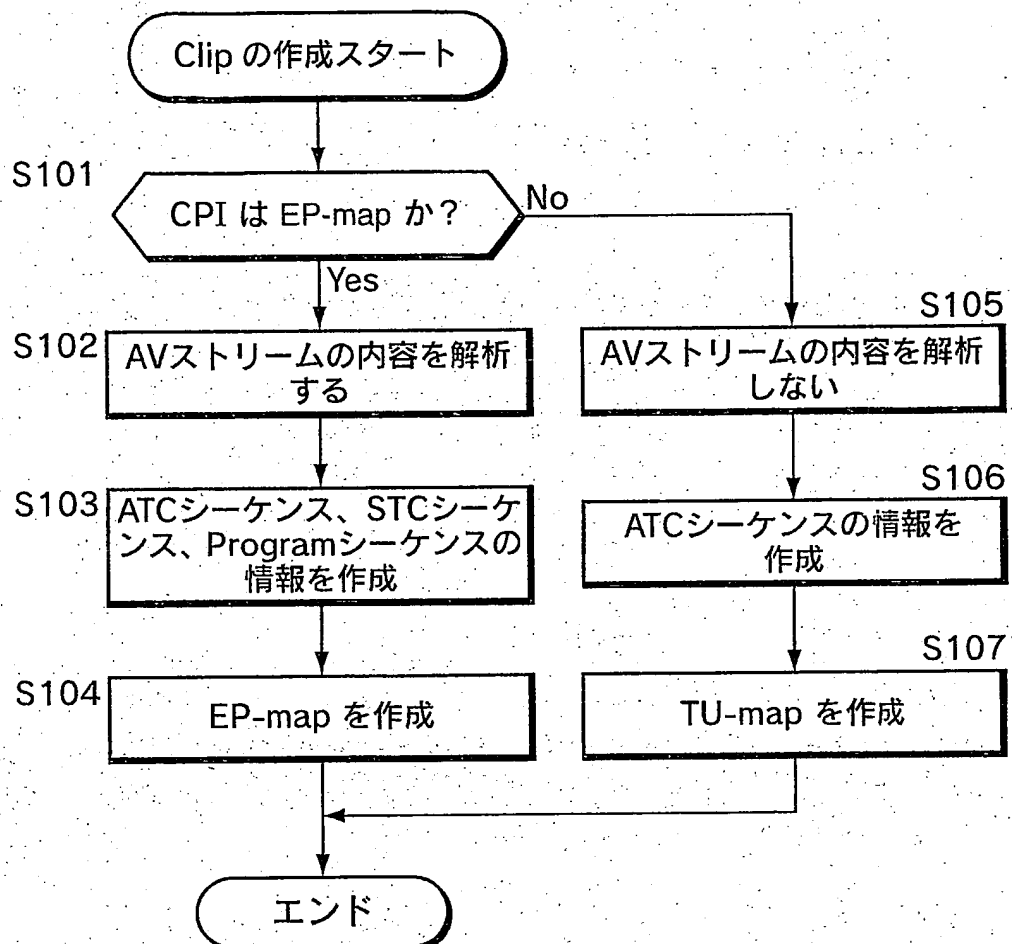 Clip の作成スタート
S101
CPI は EP-map か？
No
Yes
S102
AVストリームの内容を解析
する
S103
ATCシーケンス、STCシーケ
ンス、Programシーケンスの
情報を作成
S104
EP-map を作成
S105
AVストリームの内容を解析
しない
S106
ATCシーケンスの情報を
作成
S107
TU-map を作成
エンド